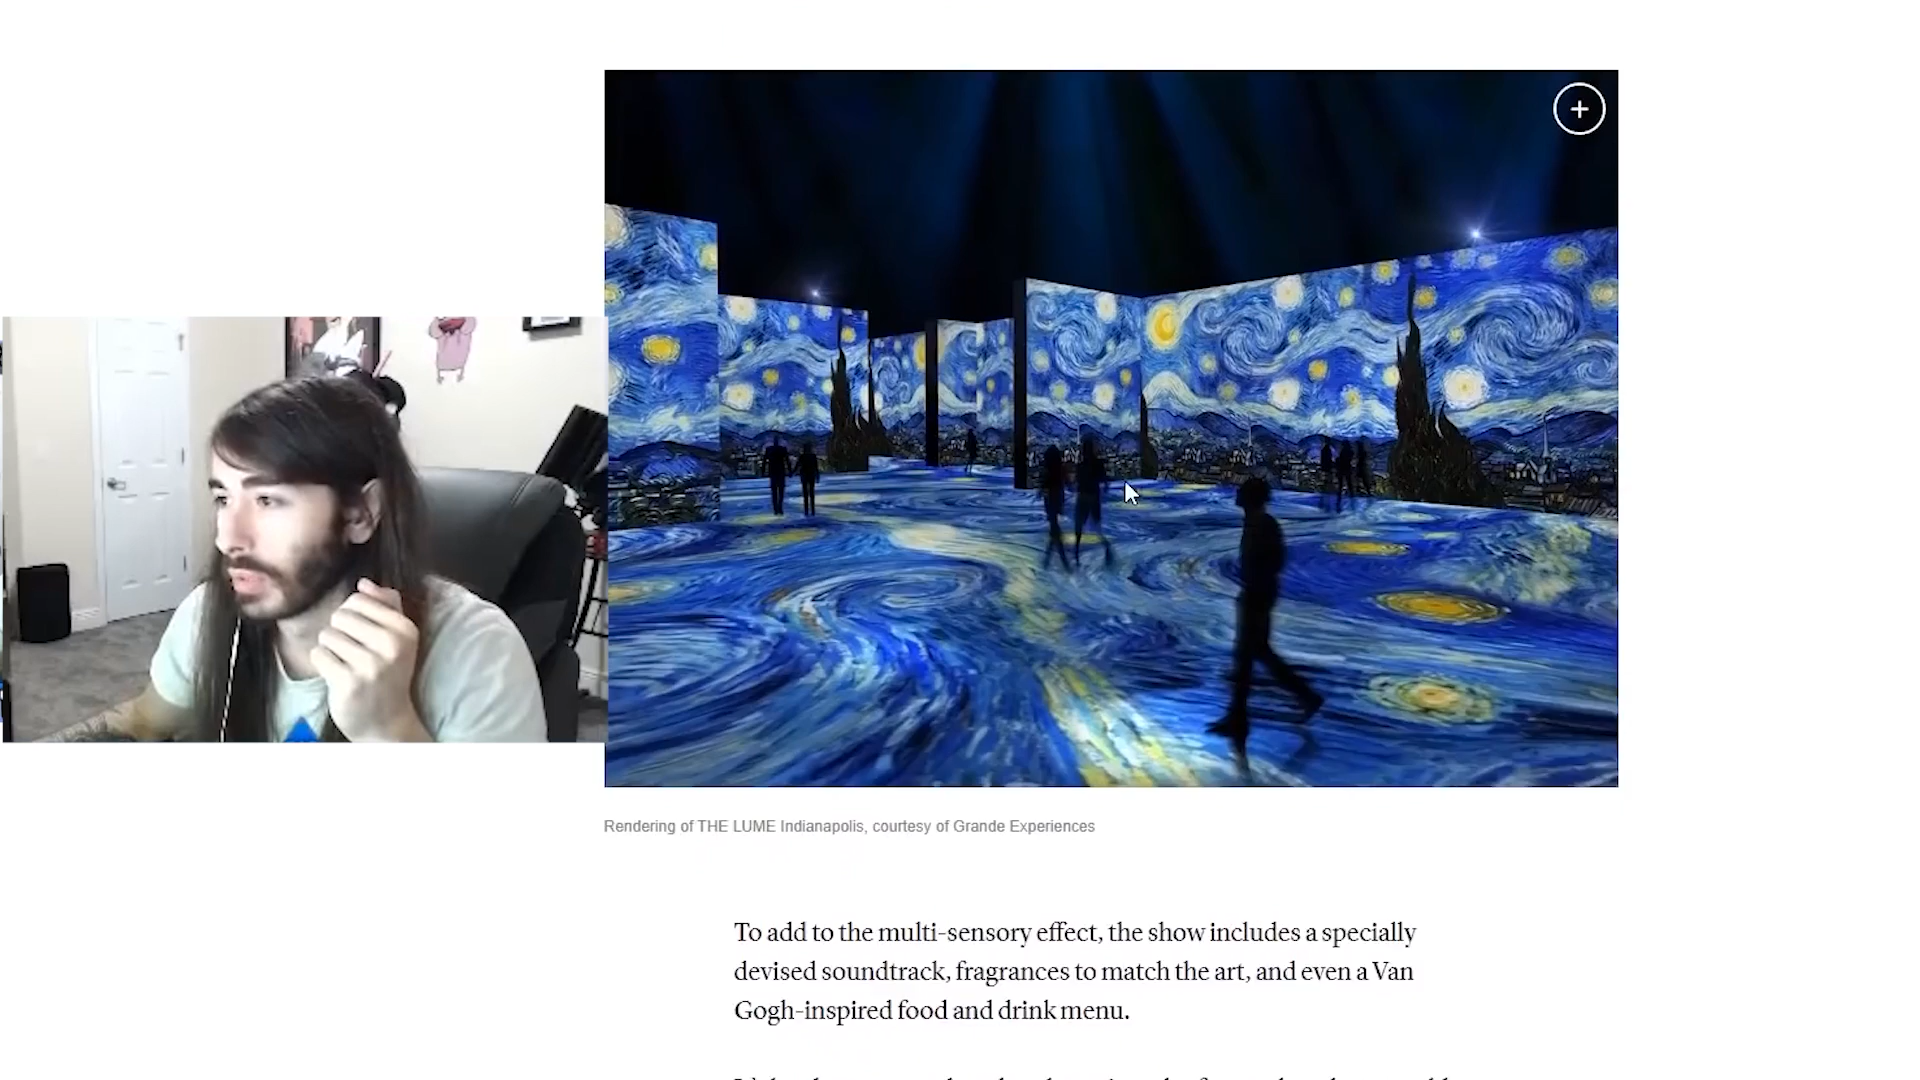 Rendering of THE LUME Indianapolis, courtesy of Grande Experiences
To add to the multi-sensory effect, the show includes a specially
devised soundtrack, fragrances to match the art, and even a Van
Gogh-inspired food and drink menu.